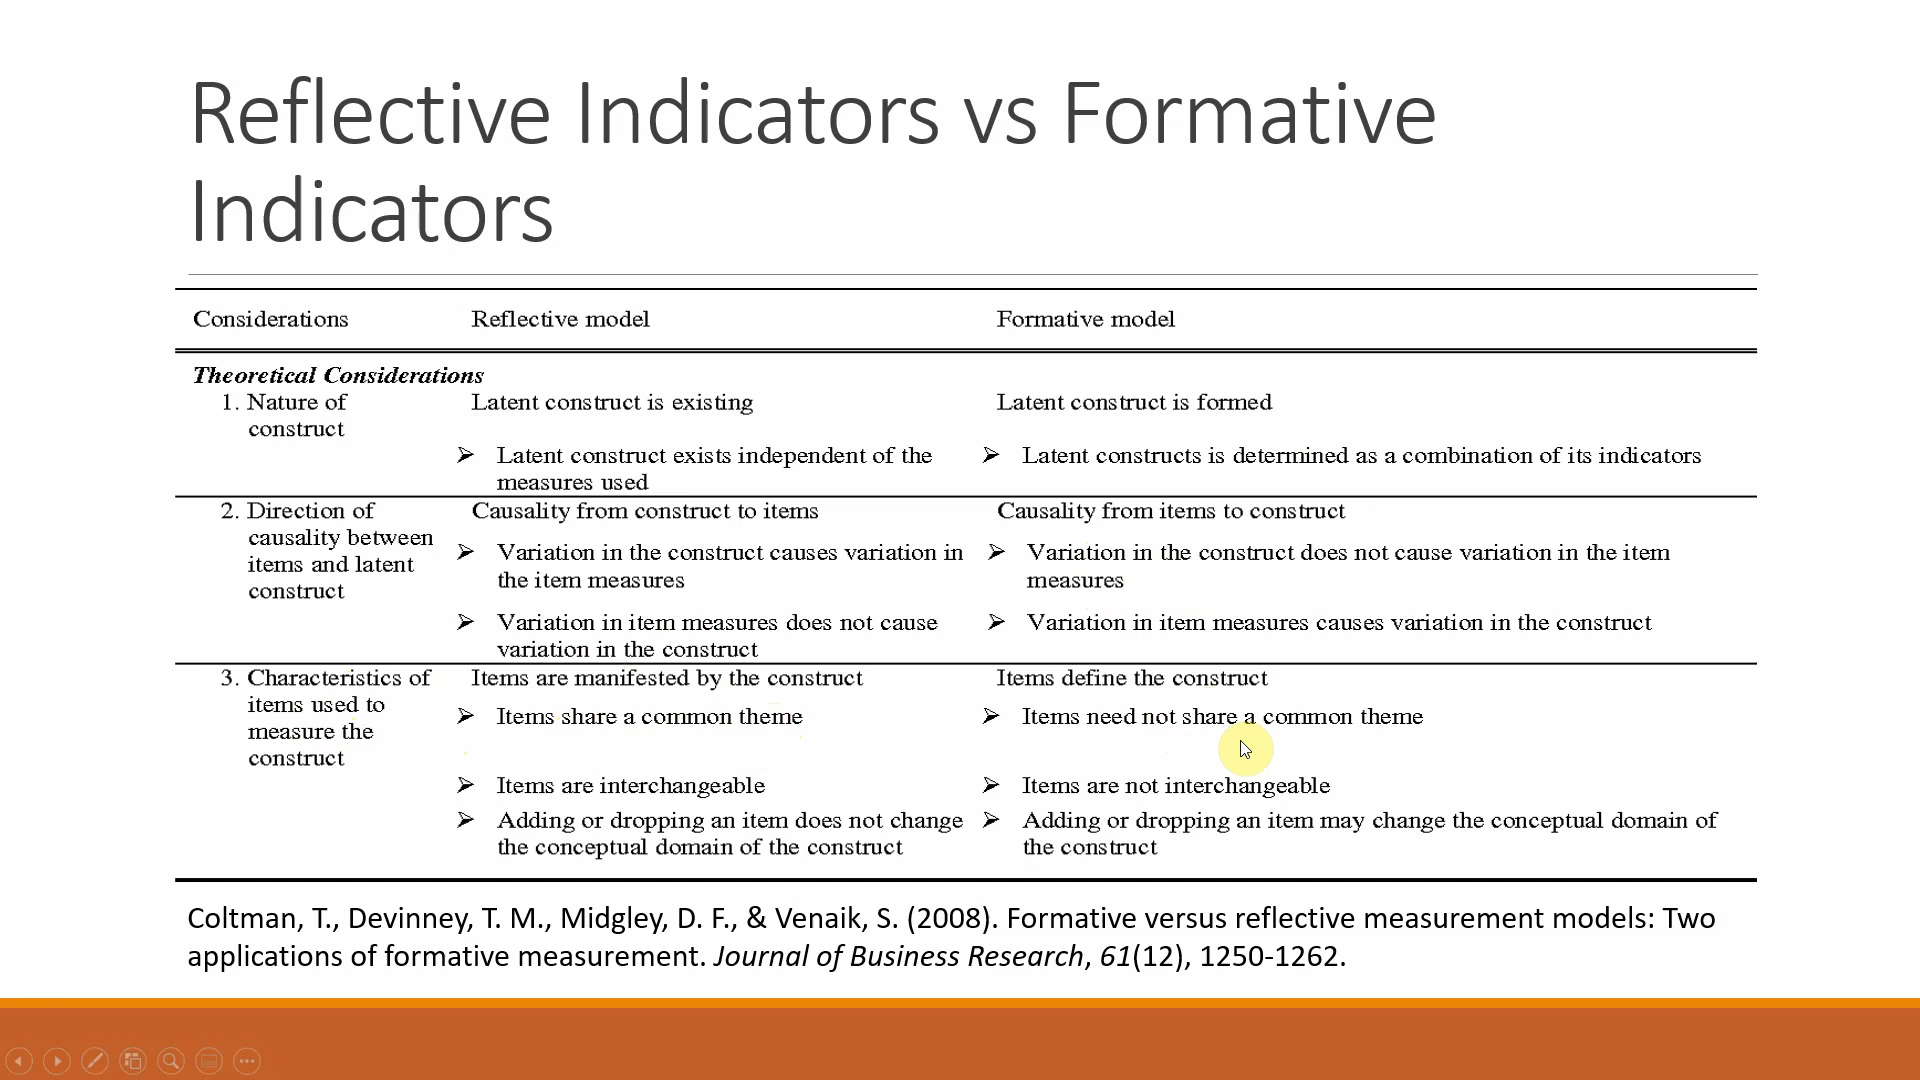 Reflective Indicators vs Formative
Indicators
Considerations Reflective model Formative model
Theoretical Considerations
1. Nature of construct
Latent construct is existing
➢ Latent construct exists independent of the
measures used
Latent construct is formed
➢ Latent constructs is determined as a combination of its indicators
2. Direction of
causality between
items and latent
construct
Causality from construct to items
➢ Variation in the construct causes variation in
the item measures
➢ Variation in item measures does not cause
variation in the construct
Causality from items to construct
➢ Variation in the construct does not cause variation in the item
measures
➢ Variation in item measures causes variation in the construct
3. Characteristics of
items used to
measure the
construct
Items are manifested by the construct
➢ Items share a common theme
➢ Items are interchangeable
➢ Adding or dropping an item does not change
the conceptual domain of the construct
Items define the construct
➢ Items need not share a common theme
➢ Items are not interchangeable
➢ Adding or dropping an item may change the conceptual domain of
the construct
Coltman, T., Devinney, T. M., Midgley, D. F., & Venaik, S. (2008). Formative versus reflective measurement models: Two
applications of formative measurement. Journal of Business Research, 61(12), 1250-1262.